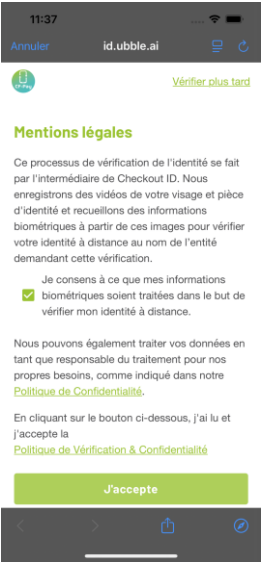 11:37
Annuler
id.ubble.ai
Vérifier plus tard
Mentions légales
Ce processus de vérification de l'identité se fait
par l'intermédiaire de Checkout ID. Nous
enregistrons des vidéos de votre visage et pièce
d'identité et recueillons des informations
biométriques à partir de ces images pour vérifier
votre identité à distance au nom de l'entité
demandant cette vérification.
Je consens à ce que mes informations
biométriques soient traitées dans le but de
vérifier mon identité à distance.
Nous pouvons également traiter vos données en
tant que responsable du traitement pour nos
propres besoins, comme indiqué dans notre
Politique de Confidentialité.
En cliquant sur le bouton ci-dessous, j'ai lu et
j'accepte la
Politique de Vérification & Confidentialité
J'accepte